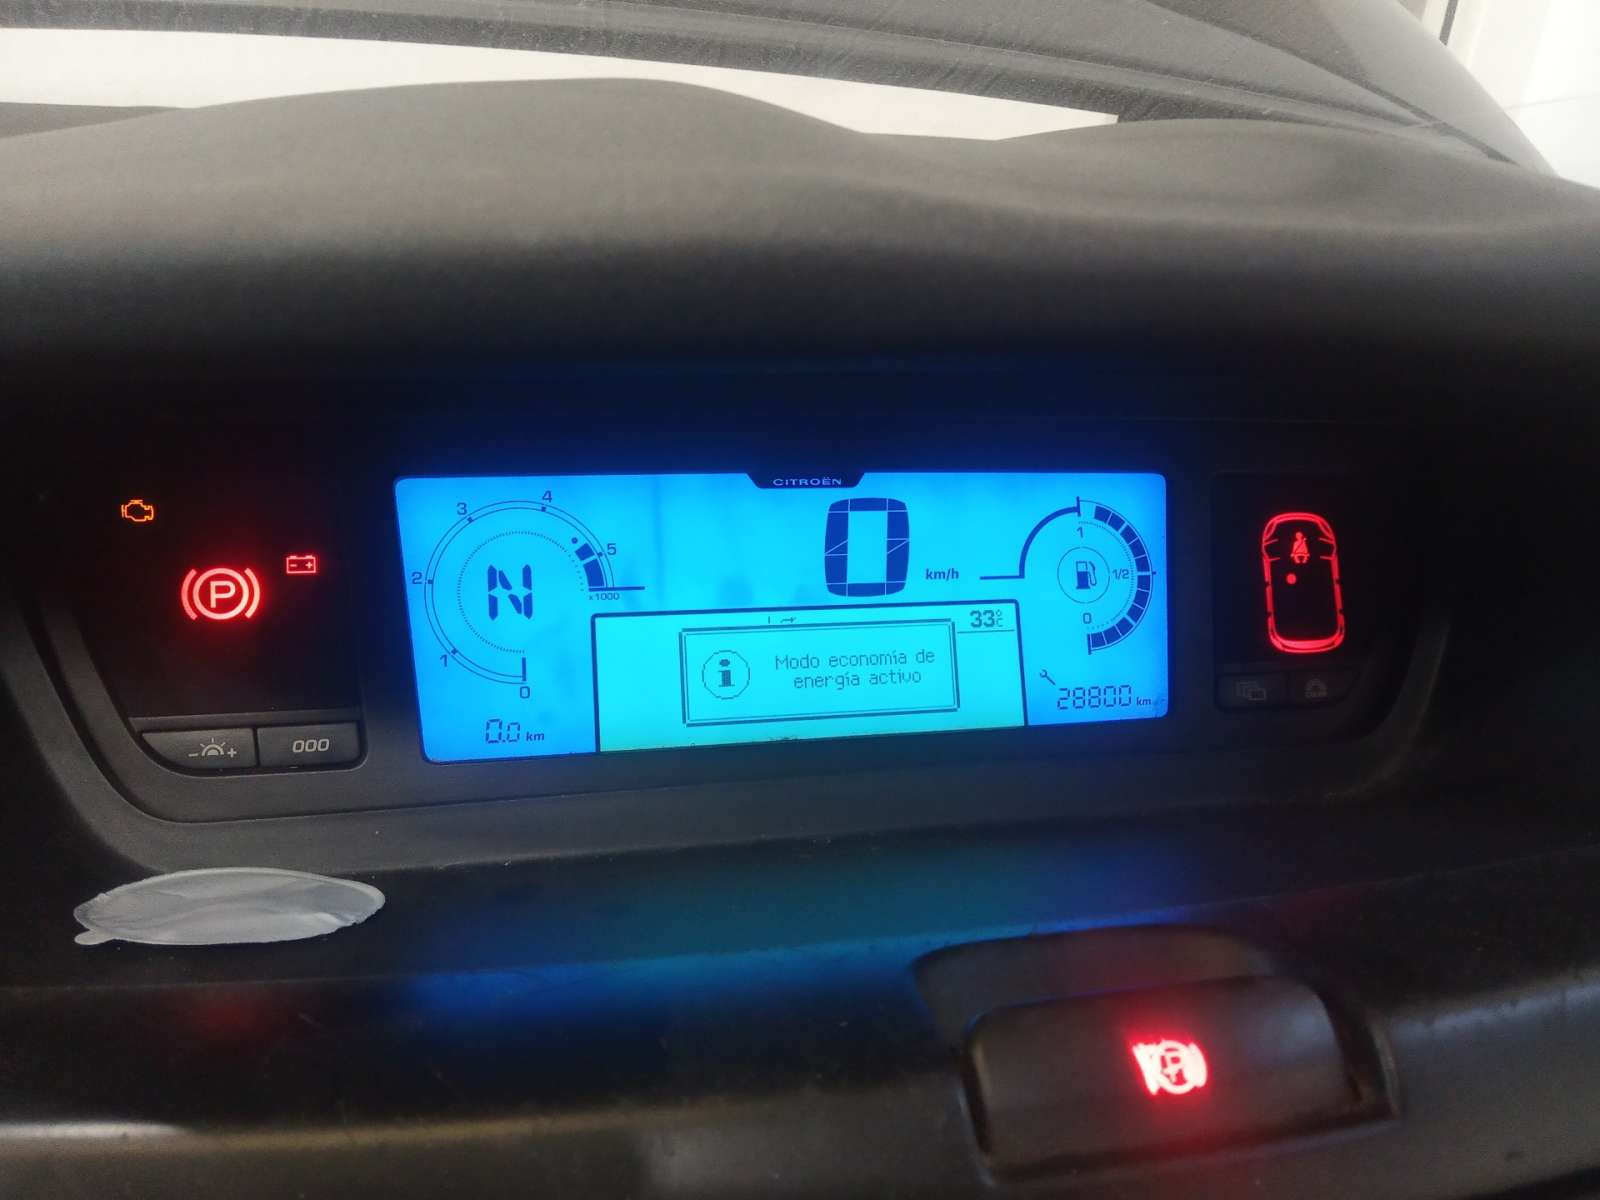 CITROËN
4
3
5
2
x1000
N
1
0
0.0 km
0
km/h
1
1/2
0
33°C
Modo economía de
energía activo
28800 km
P
- +
000
P